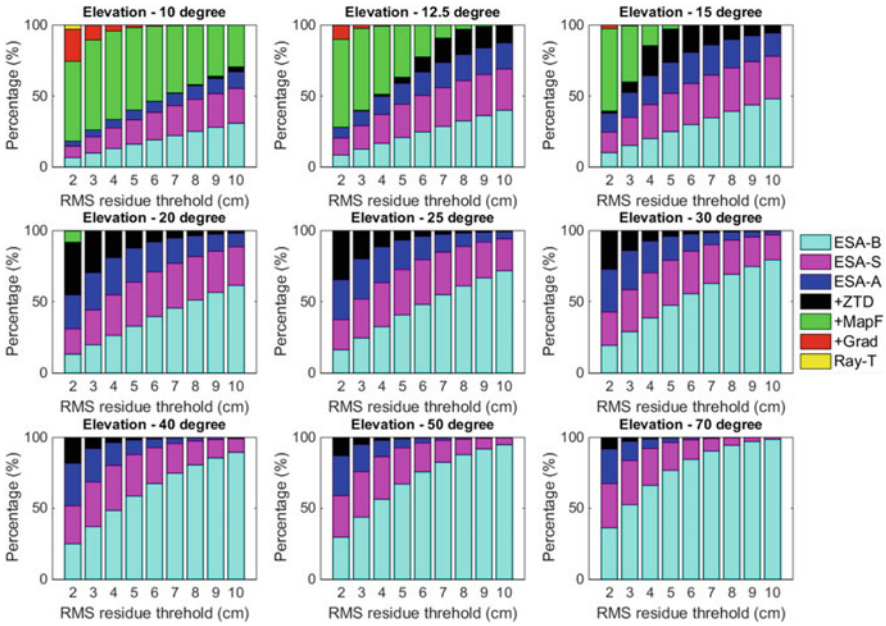 Elevation - 10 degree
Elevation - 12.5 degree
Elevation - 15 degree
Percentage (%)
100
50
0
2 3 4 5 6 7 8 9 10
RMS residue threhold (cm)
Percentage (%)
100
50
0
2 3 4 5 6 7 8 9 10
RMS residue threhold (cm)
Percentage (%)
100
50
0
2 3 4 5 6 7 8 9 10
RMS residue threhold (cm)
Elevation - 20 degree
Elevation - 25 degree
Elevation - 30 degree
Percentage (%)
100
50
0
2 3 4 5 6 7 8 9 10
RMS residue threhold (cm)
Percentage (%)
100
50
0
2 3 4 5 6 7 8 9 10
RMS residue threhold (cm)
Percentage (%)
100
50
0
2 3 4 5 6 7 8 9 10
RMS residue threhold (cm)
ESA-B
ESA-S
ESA-A
+ZTD
+MapF
+Grad
Ray-T
Elevation - 40 degree
Elevation - 50 degree
Elevation - 70 degree
Percentage (%)
100
50
0
2 3 4 5 6 7 8 9 10
RMS residue threhold (cm)
Percentage (%)
100
50
0
2 3 4 5 6 7 8 9 10
RMS residue threhold (cm)
Percentage (%)
100
50
0
2 3 4 5 6 7 8 9 10
RMS residue threhold (cm)